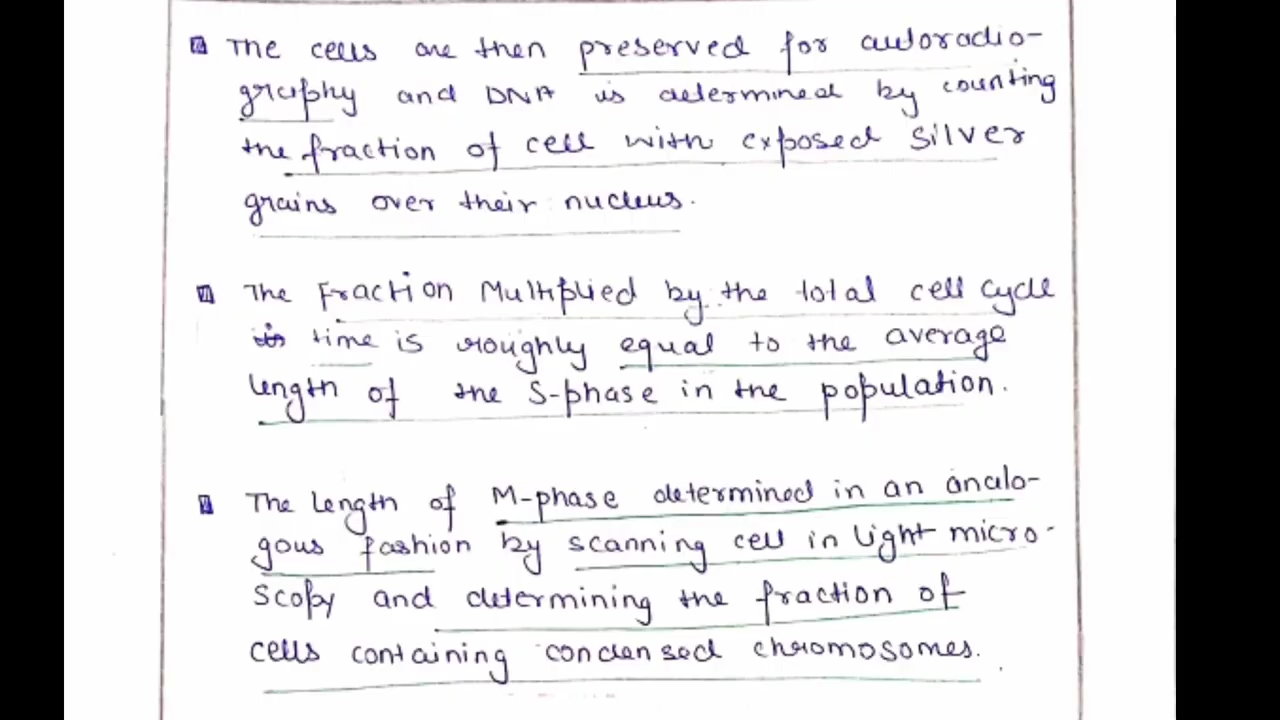 The cells are then preserved for autoradio-
graphy and DNA is determined by counting
the fraction of cell with exposed silver
grains over their nucleus.
The Fraction Multiplied by the total cell cycle
time is roughly equal to the average
length of the S-phase in the population.
The length of M-phase determined in an analo-
gous fashion by scanning cell in light micro-
scopy and determining the fraction of
cells containing condensed chromosomes.